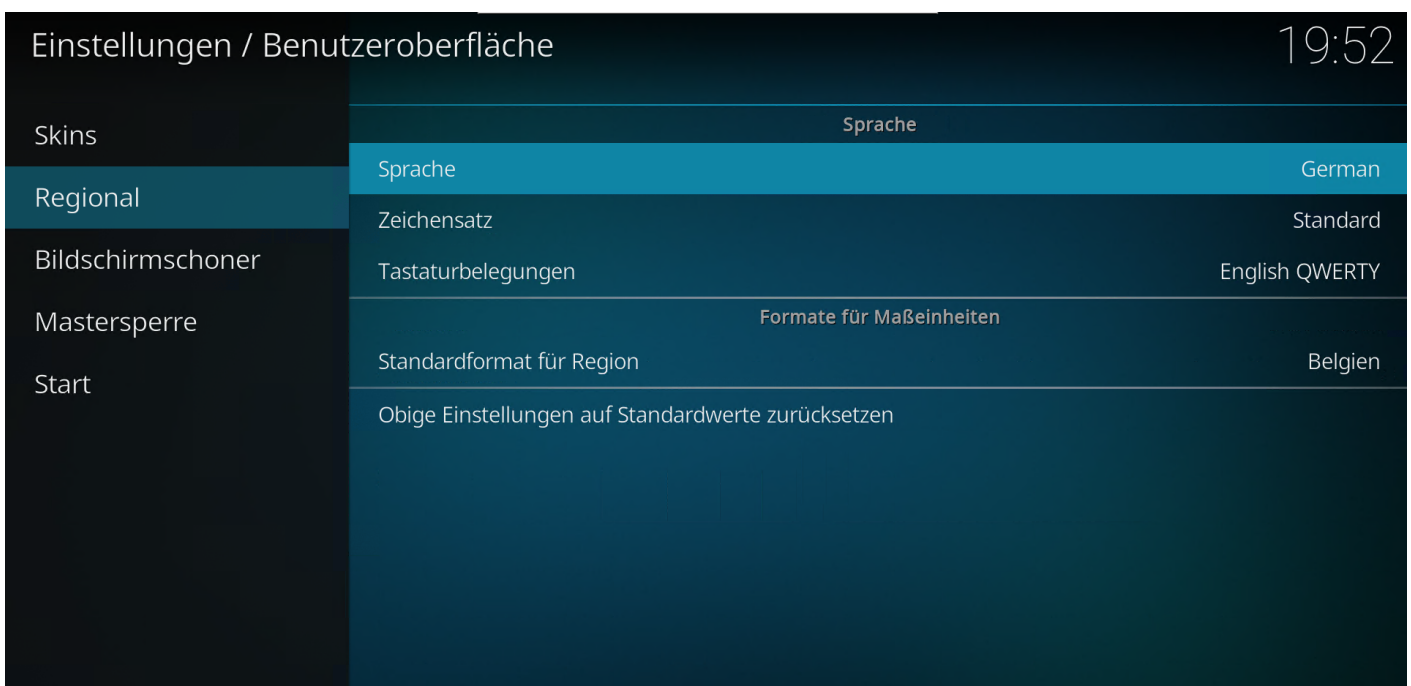 Einstellungen / Benutzeroberfläche
19:52
Skins
Regional
Bildschirmschoner
Mastersperre
Start
Sprache
Sprache German
Zeichensatz Standard
Tastaturbelegungen English QWERTY
Formate für Maßeinheiten
Standardformat für Region Belgien
Obige Einstellungen auf Standardwerte zurücksetzen